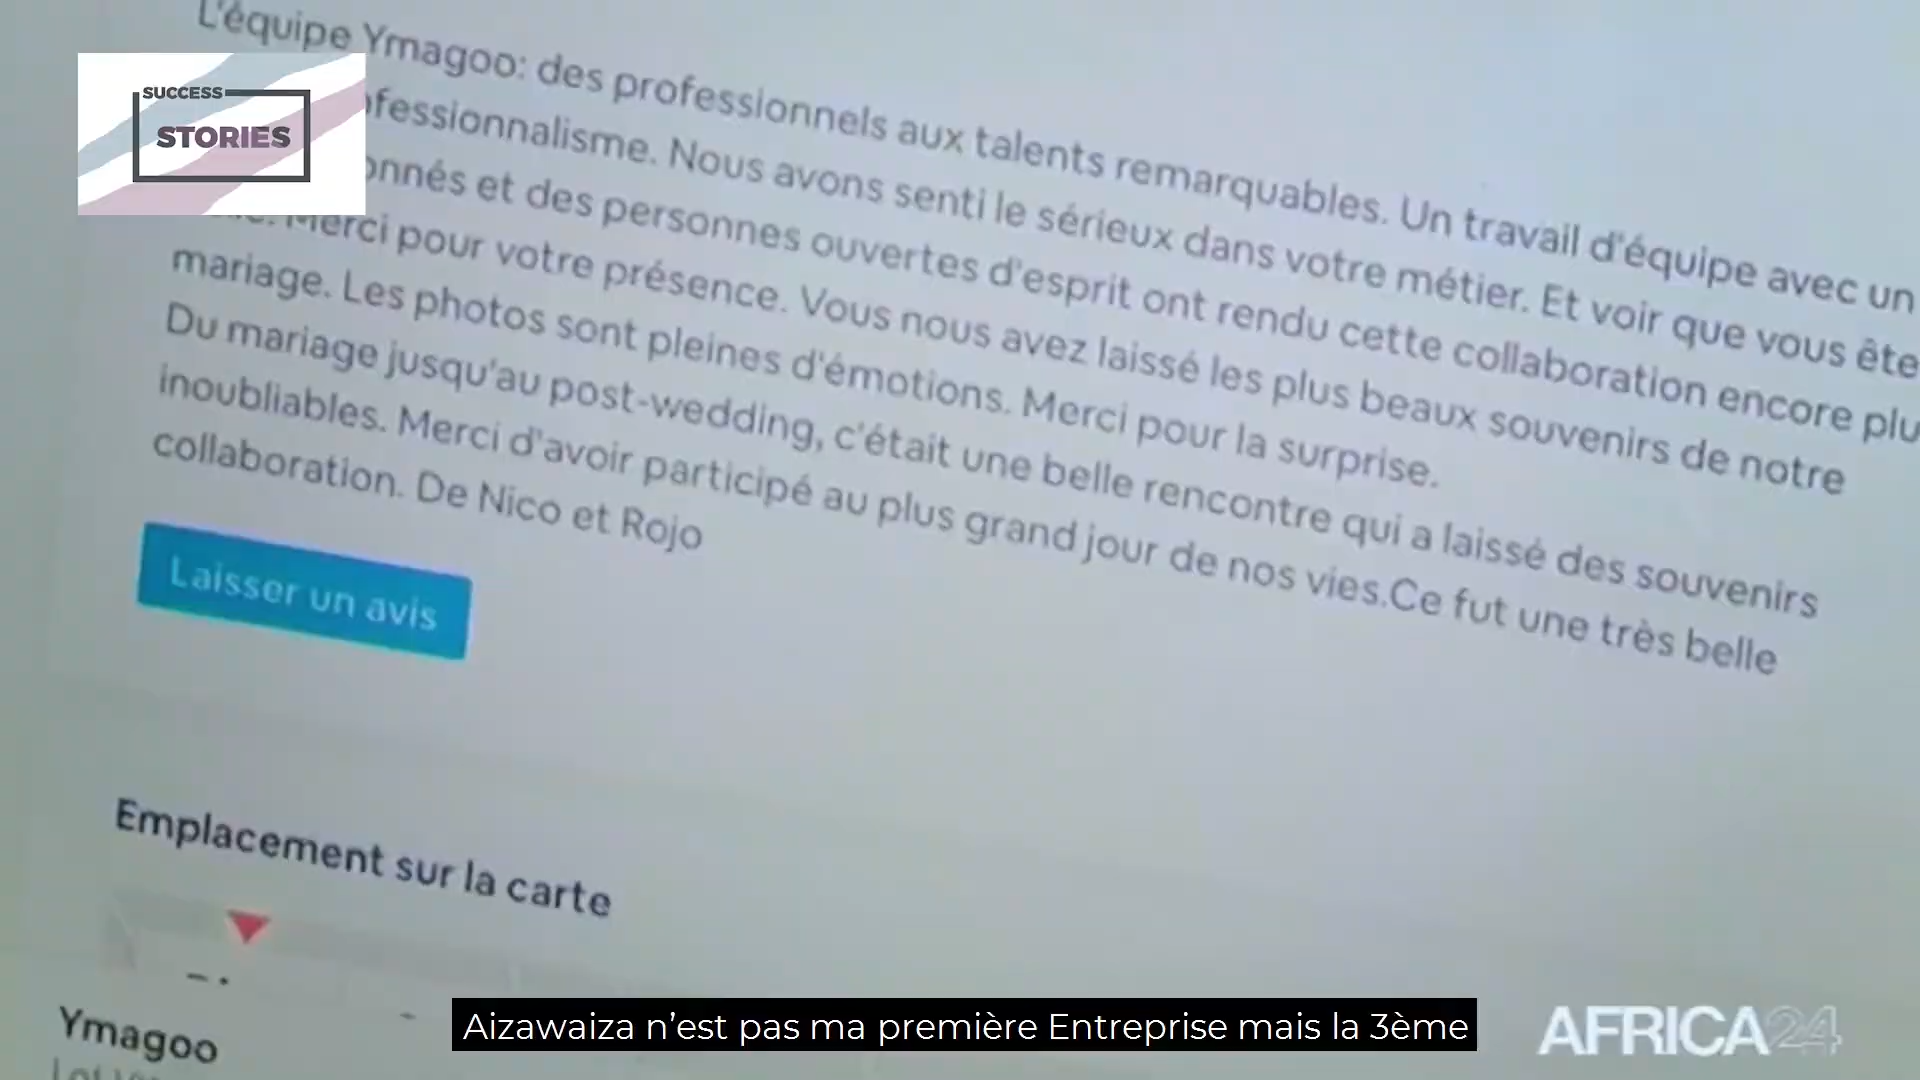 L'équipe Ymagoo: des professionnels aux talents remarquables. Un travail d'équipe avec un
SUCCESS
STORIES
ofessionnalisme. Nous avons senti le sérieux dans votre métier. Et voir que vous ête
onnés et des personnes ouvertes d'esprit ont rendu cette collaboration encore plu
Merci pour votre présence. Vous nous avez laissé les plus beaux souvenirs de notre
mariage. Les photos sont pleines d'émotions. Merci pour la surprise.
Du mariage jusqu'au post-wedding, c'était une belle rencontre qui a laissé des souvenirs
inoubliables. Merci d'avoir participé au plus grand jour de nos vies.Ce fut une très belle
collaboration. De Nico et Rojo
Laisser un avis
Emplacement sur la carte
Ymagoo
Aizawaiza n'est pas ma première Entreprise mais la 3ème
AFRICA24